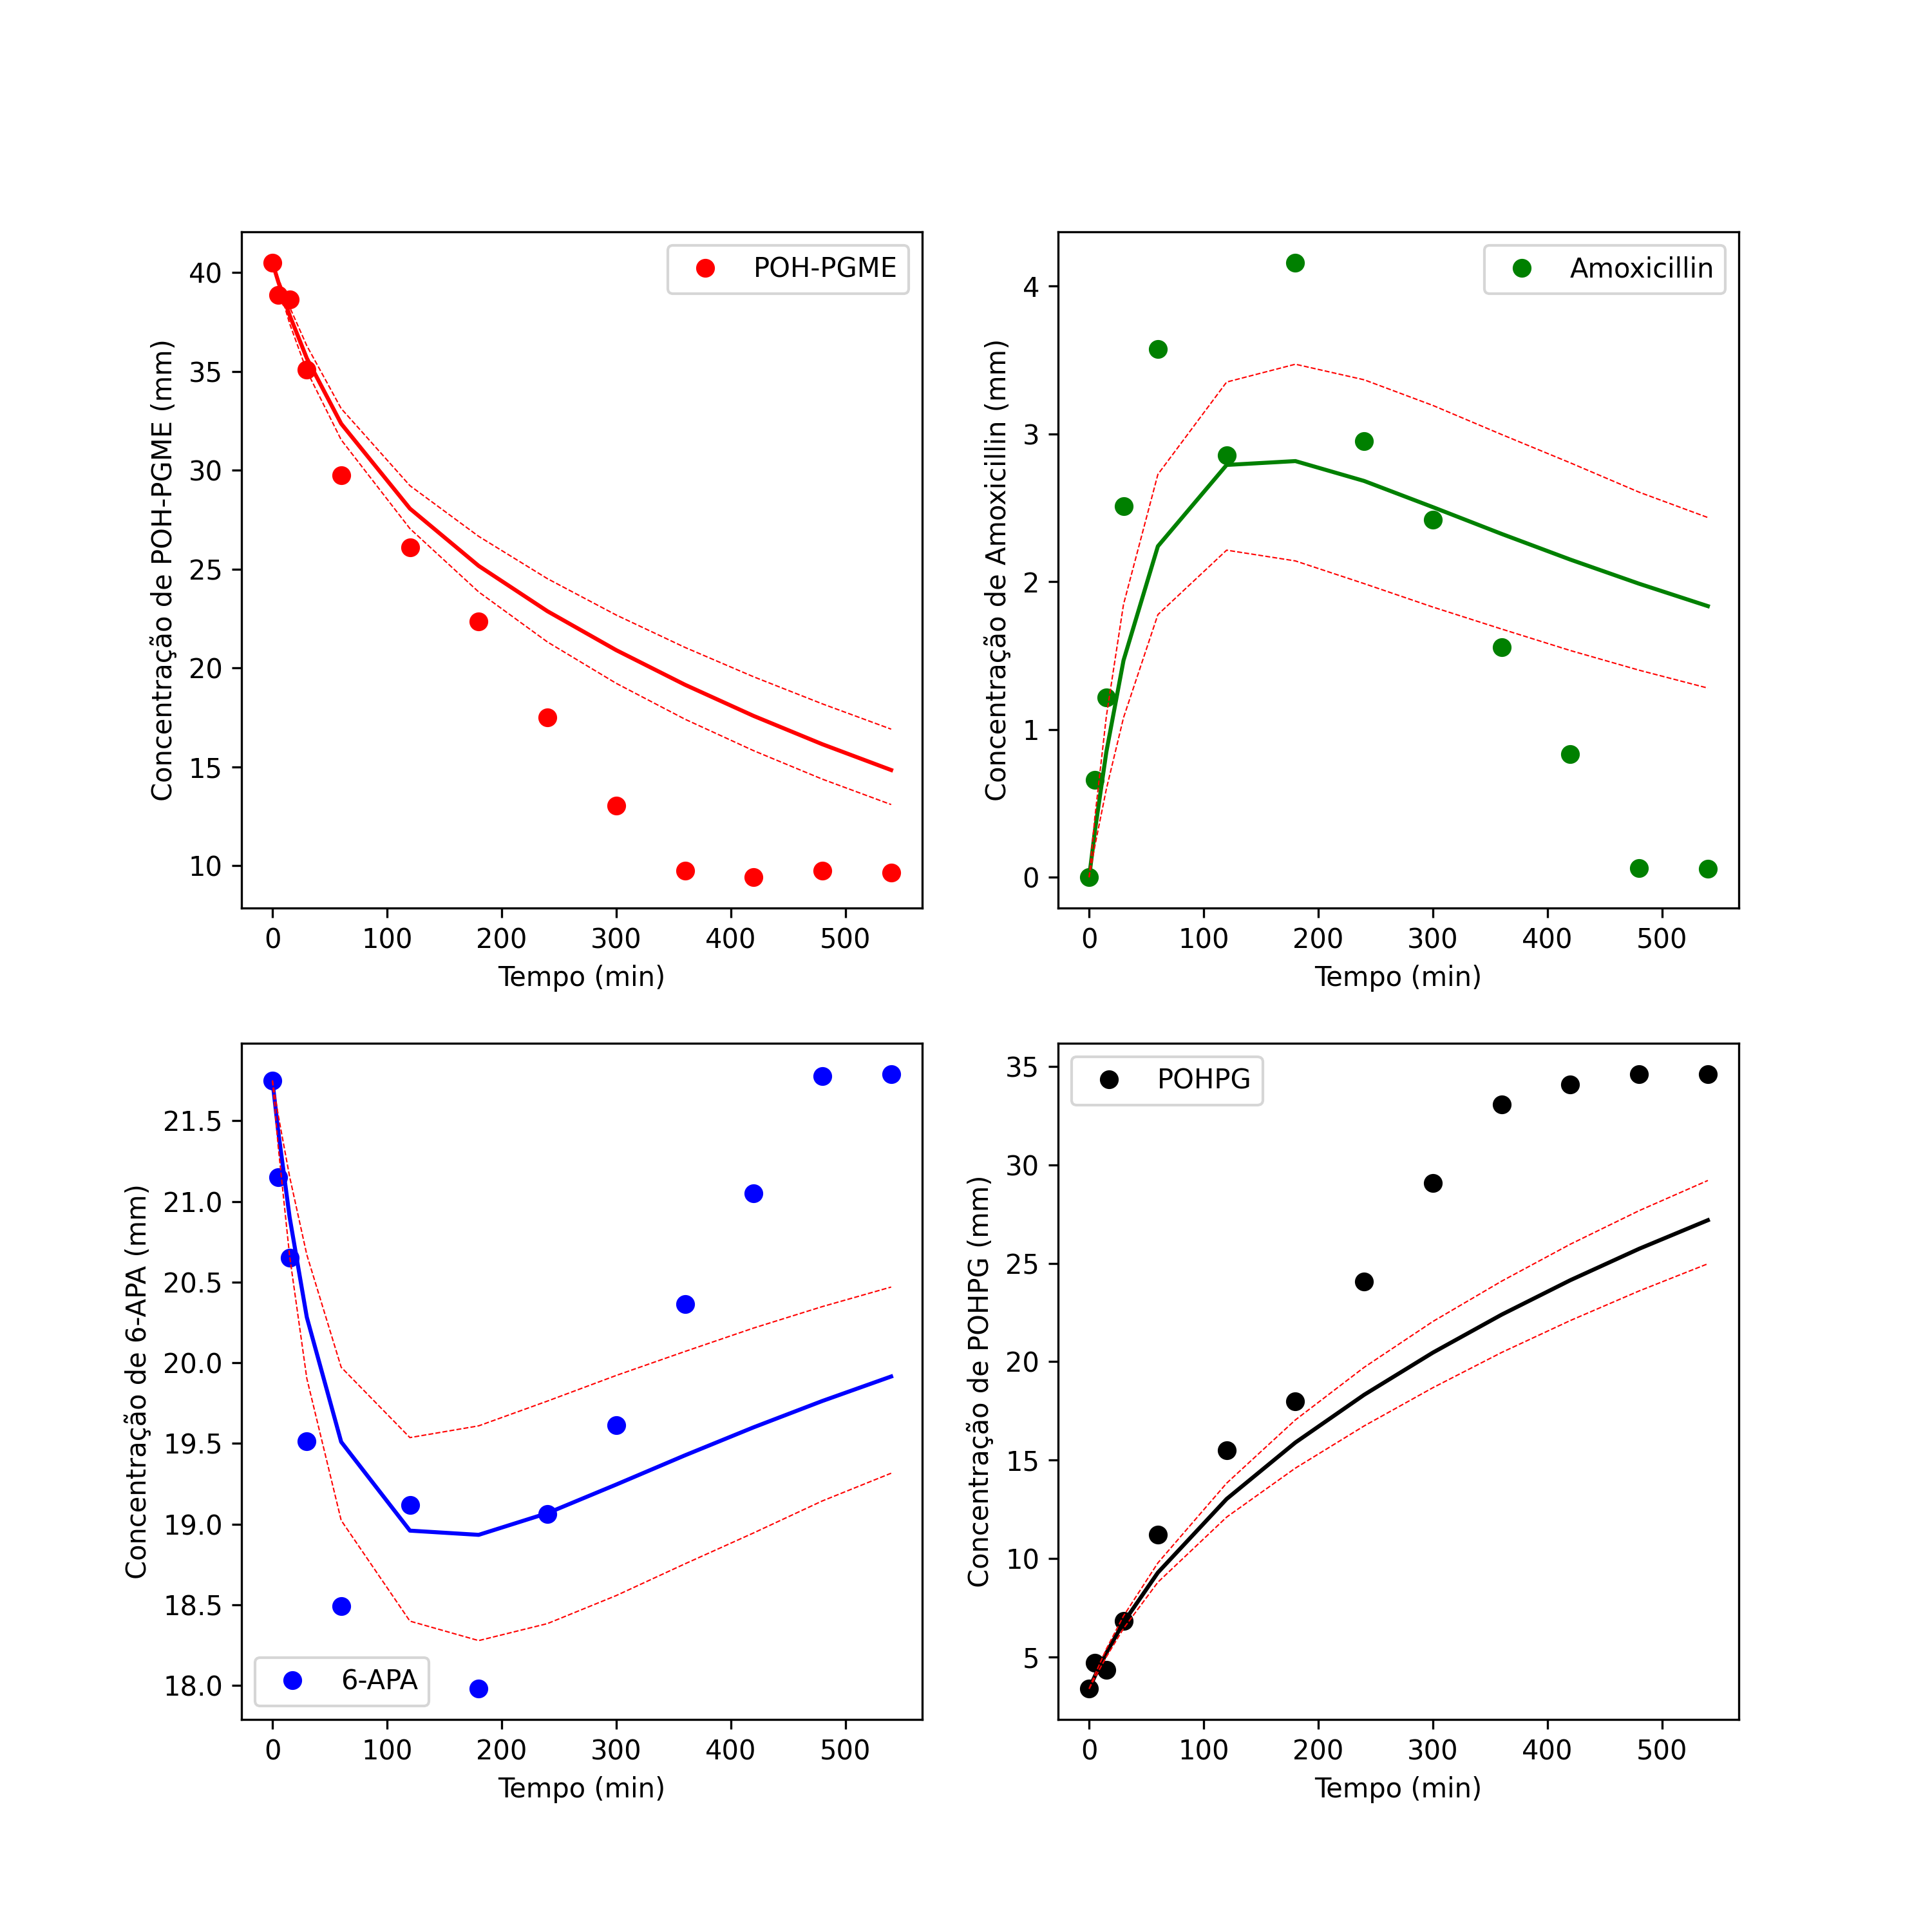 POH-PGME
Concentração de POH-PGME (mm)
40
35
30
25
20
15
10
0 100 200 300 400 500
Tempo (min)
Amoxicillin
Concentração de Amoxicillin (mm)
4
3
2
1
0
0 100 200 300 400 500
Tempo (min)
6-APA
Concentração de 6-APA (mm)
21.5
21.0
20.5
20.0
19.5
19.0
18.5
18.0
0 100 200 300 400 500
Tempo (min)
POHPG
Concentração de POHPG (mm)
35
30
25
20
15
10
5
0 100 200 300 400 500
Tempo (min)